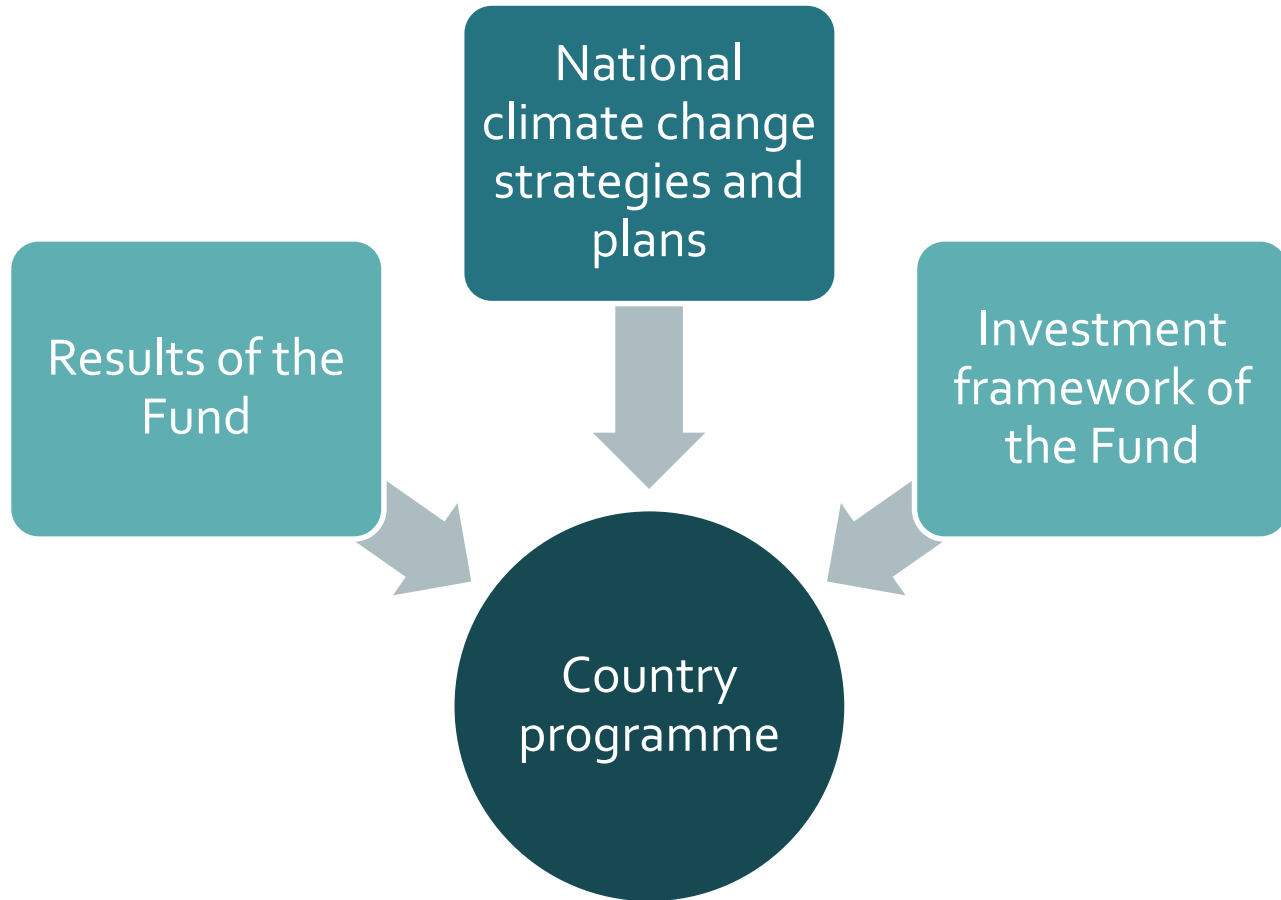 National
climate change
strategies and
plans
Results of the
Fund
Investment
framework of
the Fund
Country
programme